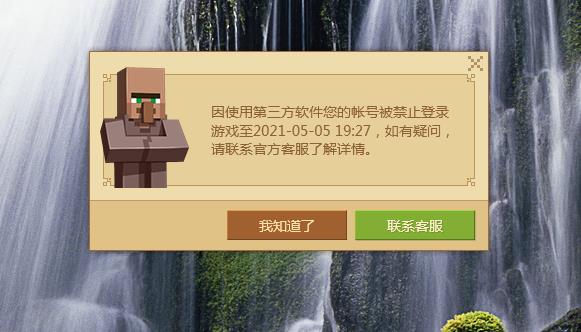 因使用第三方软件您的帐号被禁止登录
游戏至2021-05-05 19:27，如有疑问，
请联系官方客服了解详情。
我知道了
联系客服